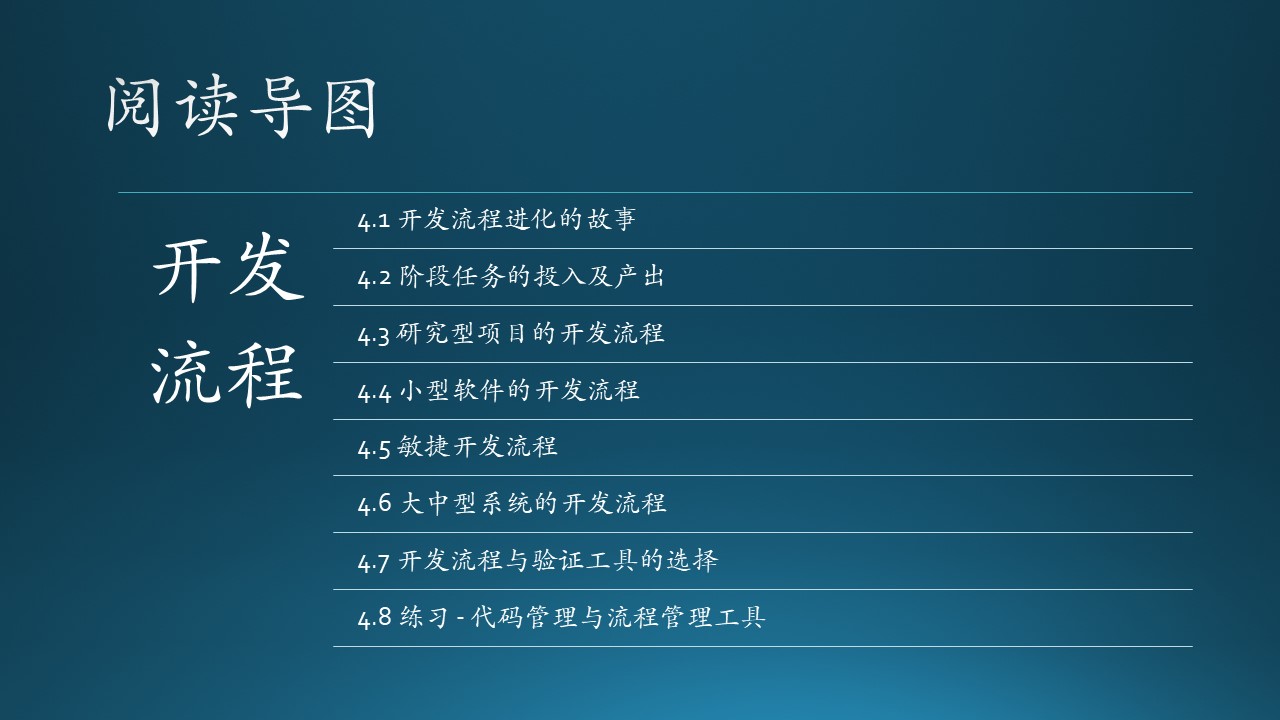 阅读导图
开发
流程
4.1 开发流程进化的故事
4.2 阶段任务的投入及产出
4.3 研究型项目的开发流程
4.4 小型软件的开发流程
4.5 敏捷开发流程
4.6 大中型系统的开发流程
4.7 开发流程与验证工具的选择
4.8 练习 - 代码管理与流程管理工具